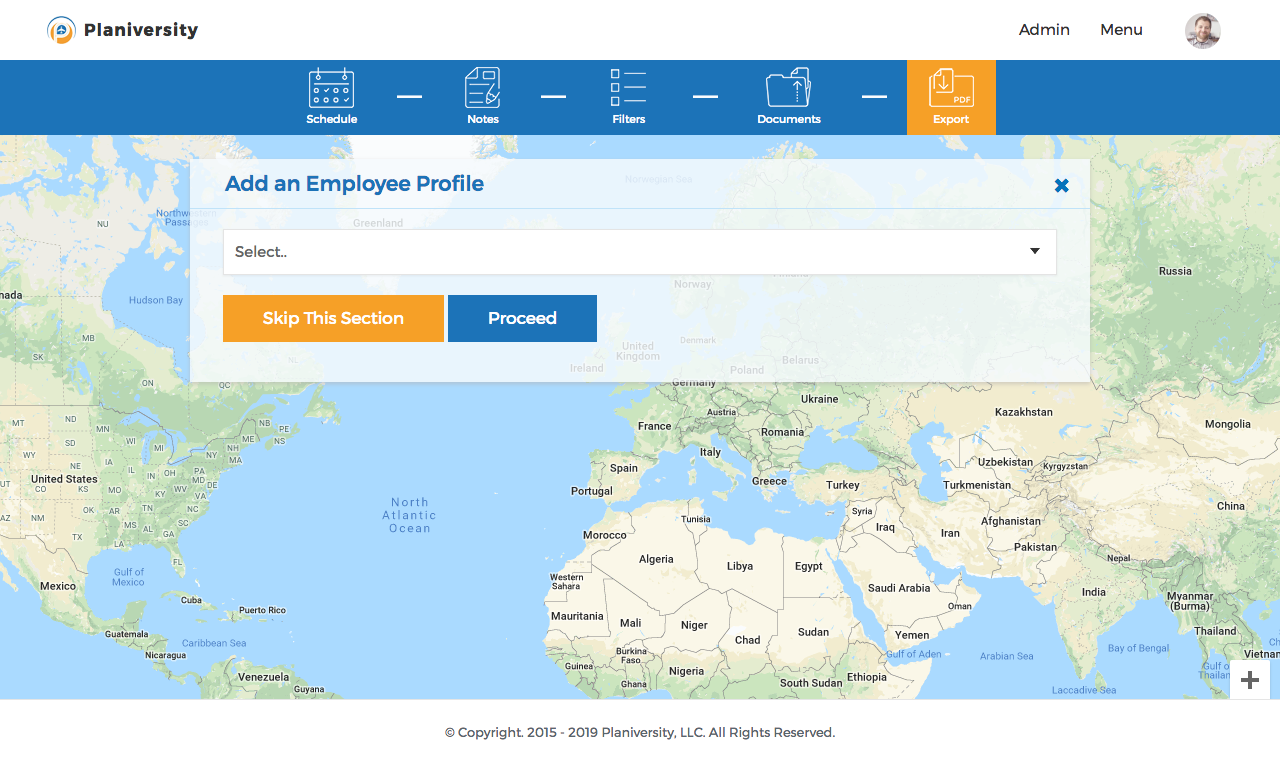 Planiversity
Admin
Menu
Schedule
Notes
Filters
Documents
PDF
Export
Add an Employee Profile
Select..
Skip This Section
Proceed
Norwegian Sea
Northwestern
Passages
NU
Greenland
Norway
Russia
nada
Hudson Bay
MB
SK
ON
QC
NB
PE
NS
United
Kingdom
Ireland
Denmark
Belarus
Poland
Germany
Ukraine
Austria
France
Romania
Italy
Spain
Portugal
Greece
Turkey
Kazakhstan
Mongolia
Uzbekistan
Kyrgyzstan
Turkmenistan
China
MT
ND
MN
SD
WI
MI
ME
NH
NY
MA
WY
NE
IA
IL
IN
OH
PA
MD
DE
United States
UT
CO
KS
MO
KY
WV
VA
AZ
NM
OK
AR
TN
NC
MS
AL
SC
GA
TX
LA
FL
North
Atlantic
Ocean
Gulf of
Mexico
Mexico
Cuba
Puerto Rico
Guatemala
Caribbean Sea
Nicaragua
Venezuela
Guyana
Tunisia
Morocco
Algeria
Libya
Egypt
Western
Sahara
Mauritania
Mali
Niger
Chad
Sudan
Burkina
Faso
Guinea
Ghana
Nigeria
South Sudan
Ethiopia
Syria
Iraq
Iran
Afghanistan
Pakistan
Nepal
Saudi Arabia
Oman
Yemen
Gulf of Aden
Arabian Sea
India
Myanmar
(Burma)
Thailand
Bay of Bengal
Vietnam
Laccadive Sea
© Copyright. 2015 - 2019 Planiversity, LLC. All Rights Reserved.